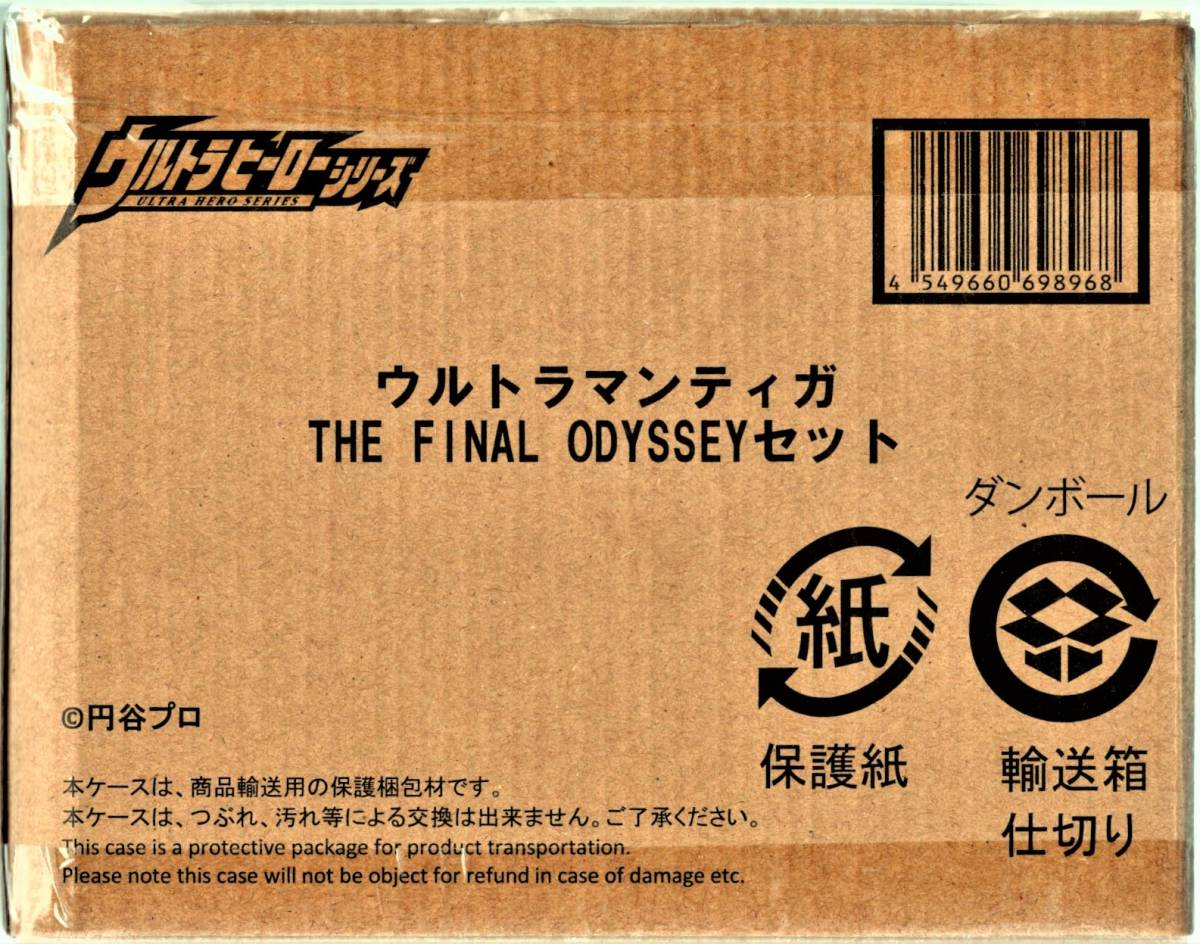 ウルトラヒーローシリーズ
ULTRA HERO SERIES
4 549660 698968
ウルトラマンティガ
THE FINAL ODYSSEYセット
ダンボール
紙
保護紙
輸送箱
仕切り
©円谷プロ
本ケースは、商品輸送用の保護梱包材です。
本ケースは、つぶれ、汚れ等による交換は出来ません。ご了承ください。
This case is a protective package for product transportation.
Please note this case will not be object for refund in case of damage etc.